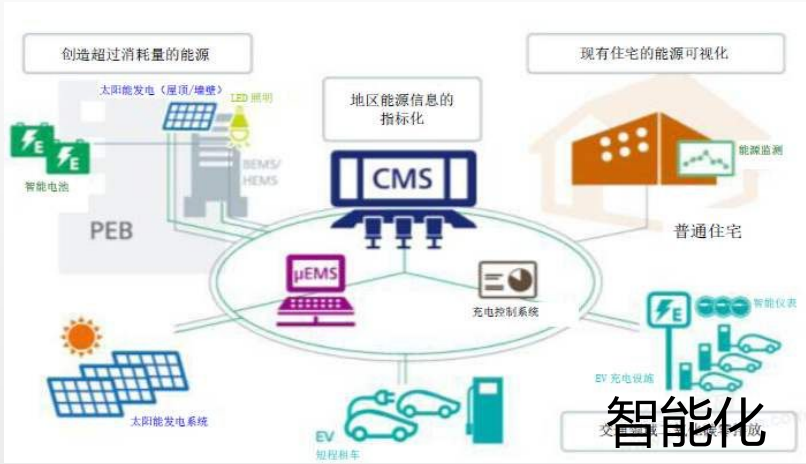 创造超过消耗量的能源
现有住宅的能源可视化
太阳能发电（屋顶/墙壁）
LED 照明
地区能源信息的
指标化
E
E
智能电池
BEMS/
HEMS
PEB
CMS
能源监测
普通住宅
μEMS
充电控制系统
E
智能仪表
太阳能发电系统
EV 充电设施
EV
短程租车
智能化